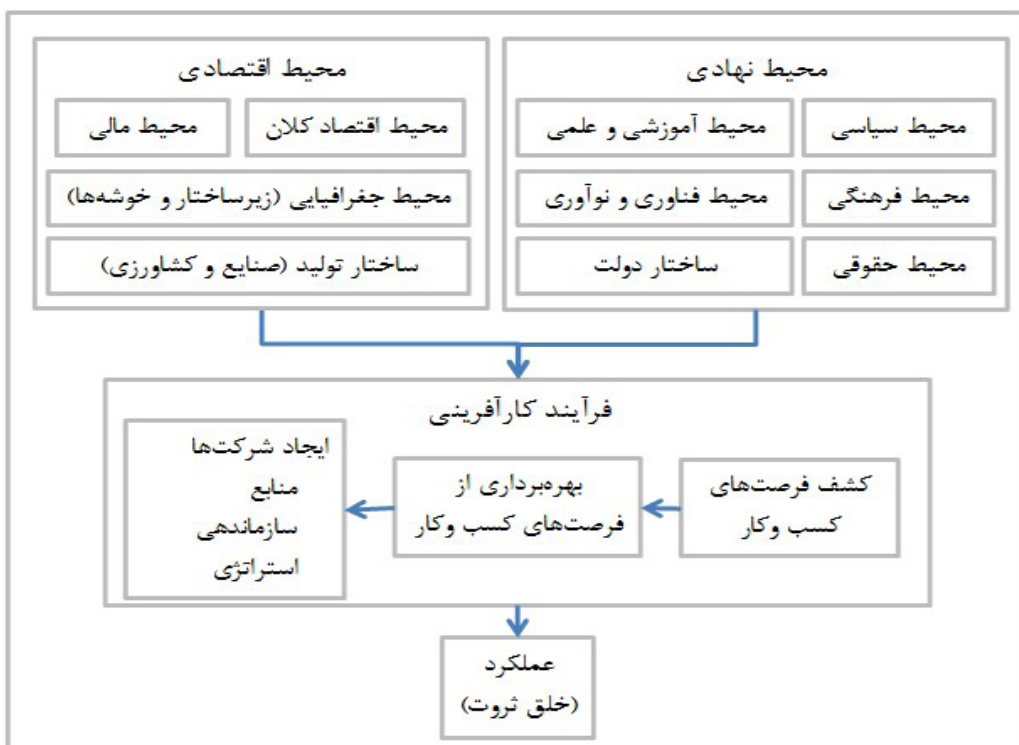 محیط نهادی
محیط سیاسی
محیط آموزشی و علمی
محیط فرهنگی
محیط فناوری و نوآوری
محیط حقوقی
ساختار دولت
محیط اقتصادی
محیط اقتصاد کلان
محیط مالی
محیط جغرافیایی (زیرساختار و خوشه‌ها)
ساختار تولید (صنایع و کشاورزی)
فرآیند کارآفرینی
کشف فرصت‌های
کسب وکار
بهره‌برداری از
فرصت‌های کسب وکار
ایجاد شرکت‌ها
منابع
سازماندهی
استراتژی
عملکرد
(خلق ثروت)